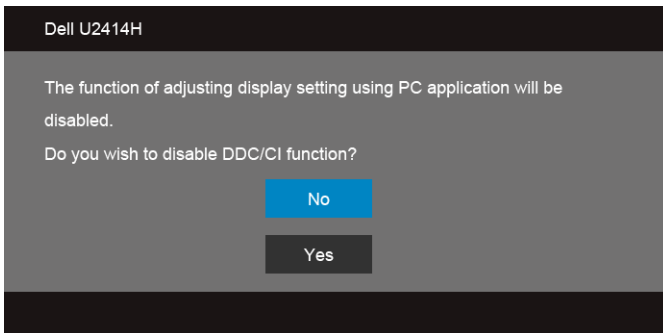 Dell U2414H
The function of adjusting display setting using PC application will be
disabled.
Do you wish to disable DDC/CI function?
No
Yes